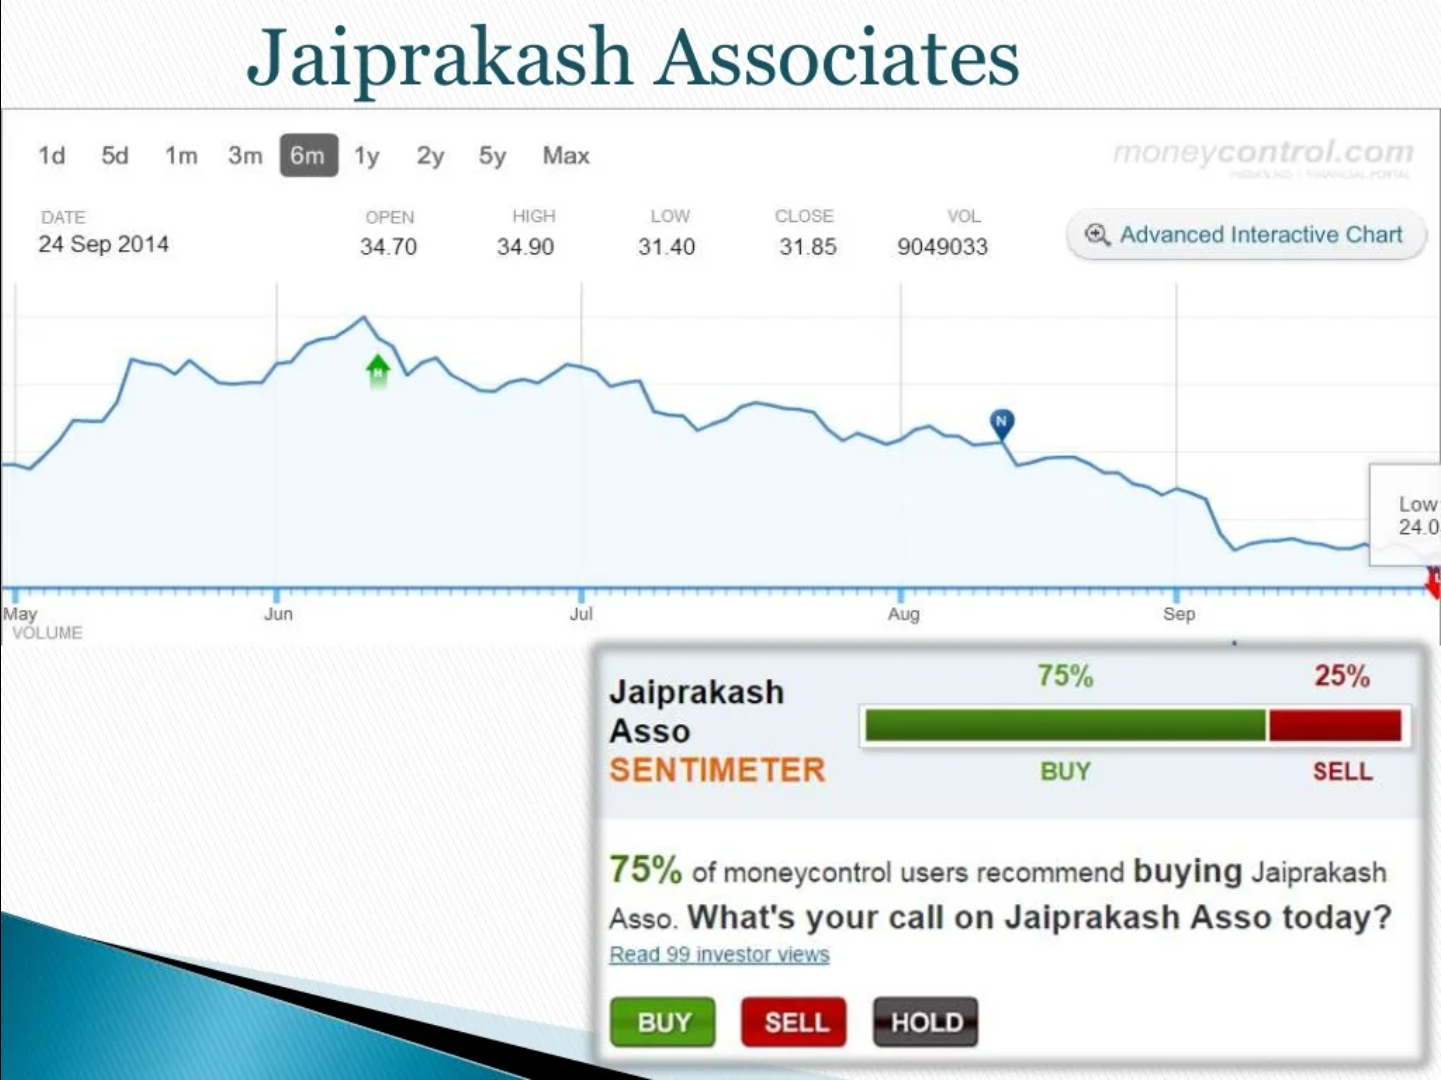 Jaiprakash Associates
1d 5d 1m 3m 6m 1y 2y 5y Max
moneycontrol.com
DATE OPEN HIGH LOW CLOSE VOL
24 Sep 2014 34.70 34.90 31.40 31.85 9049033
Advanced Interactive Chart
H
N
Low
24.0
May Jun Jul Aug Sep
VOLUME
75% 25%
Jaiprakash
Asso
SENTIMETER
BUY SELL
75% of moneycontrol users recommend buying Jaiprakash
Asso. What's your call on Jaiprakash Asso today?
Read 99 investor views
BUY SELL HOLD